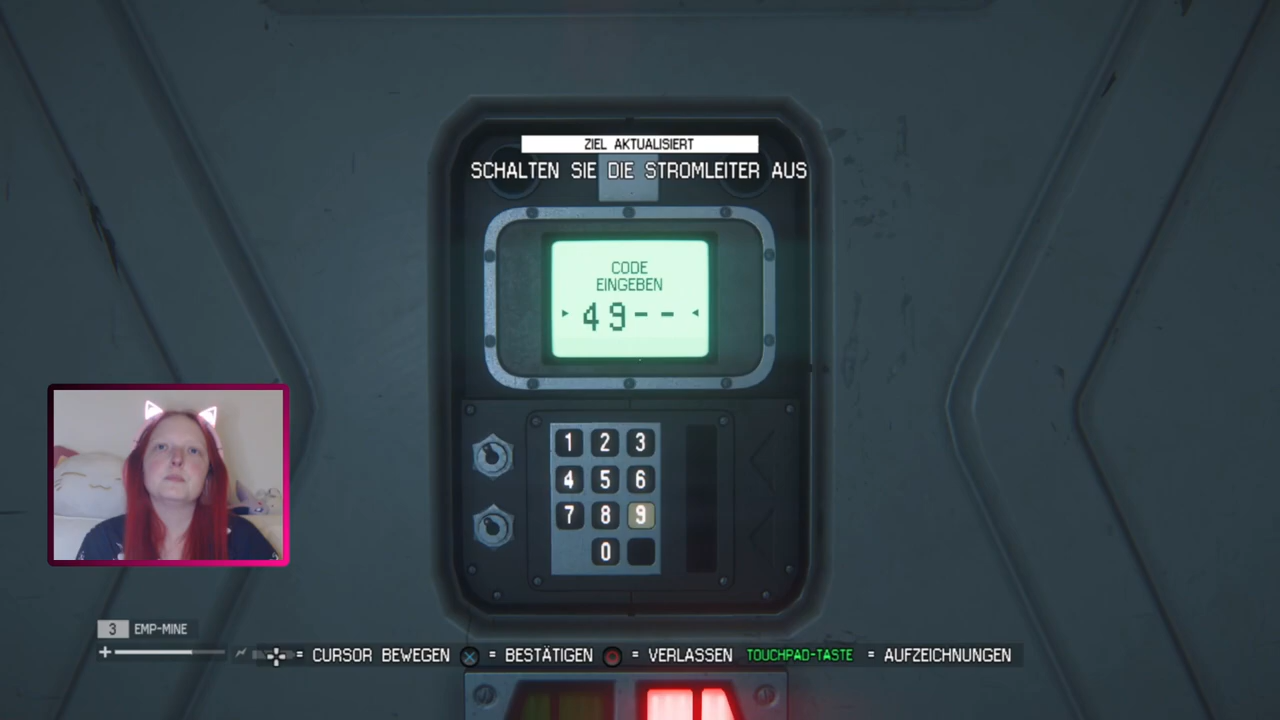 ZIEL AKTUALISIERT
SCHALTEN SIE DIE STROMLEITER AUS
CODE
EINGEBEN
49--
1 2 3
4 5 6
7 8 9
0
3 EMP-MINE
= CURSOR BEWEGEN = BESTÄTIGEN = VERLASSEN TOUCHPAD-TASTE = AUFZEICHNUNGEN